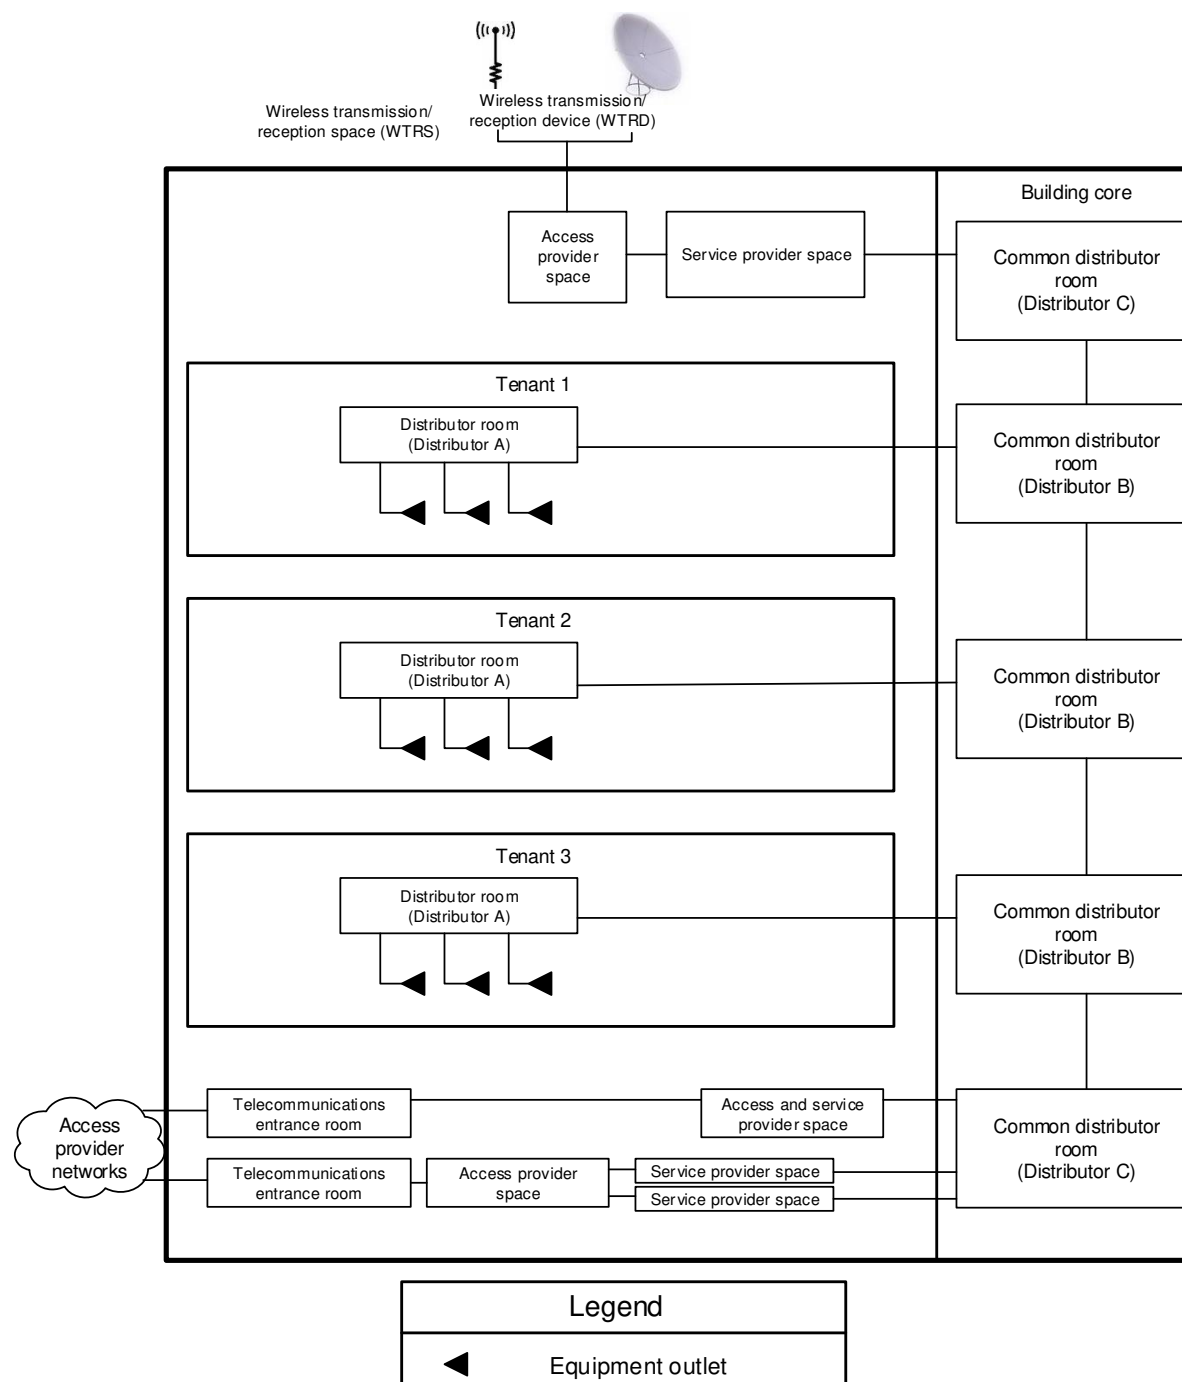 Wireless transmission/
reception space (WTRS)
Wireless transmission/
reception device (WTRD)
Building core
Access
provider
space
Service provider space
Common distributor
room
(Distributor C)
Tenant 1
Distributor room
(Distributor A)
Common distributor
room
(Distributor B)
Tenant 2
Distributor room
(Distributor A)
Common distributor
room
(Distributor B)
Tenant 3
Distributor room
(Distributor A)
Common distributor
room
(Distributor B)
Access
provider
networks
Telecommunications
entrance room
Access and service
provider space
Common distributor
room
(Distributor C)
Telecommunications
entrance room
Access provider
space
Service provider space
Service provider space
Legend
Equipment outlet